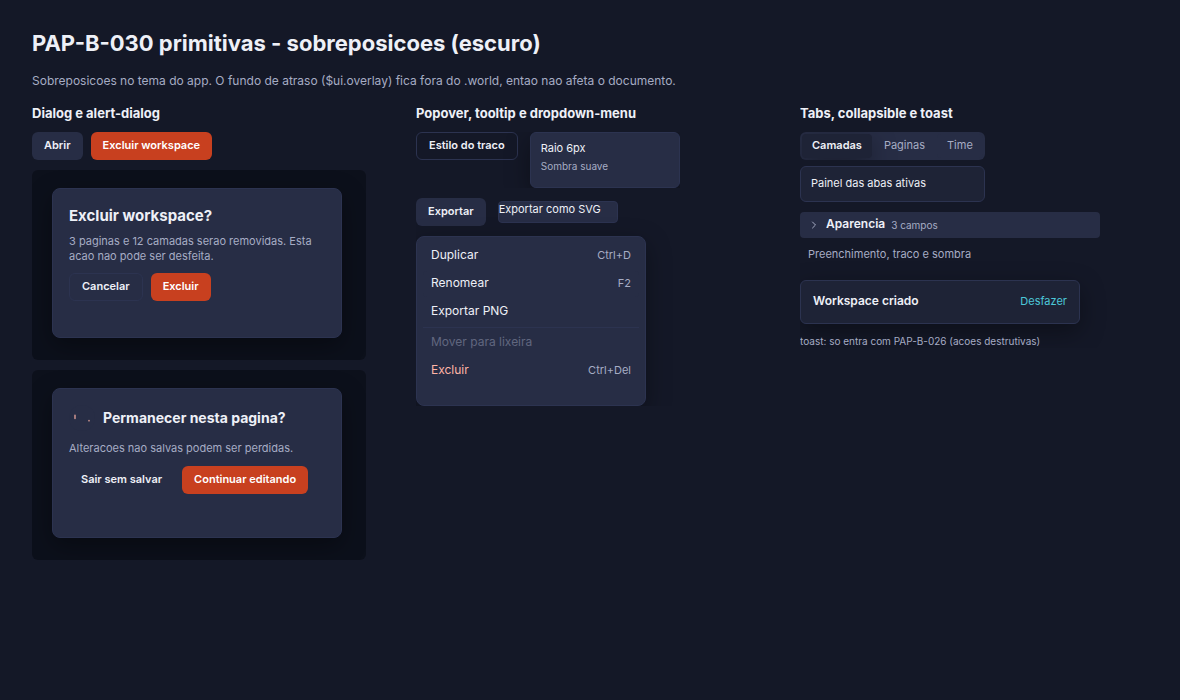 PAP-B-030 primitivas - sobreposicoes (escuro)
Sobreposicoes no tema do app. O fundo de atraso ($ui.overlay) fica fora do .world, entao nao afeta o documento.
Dialog e alert-dialog
Abrir
Excluir workspace
Excluir workspace?
3 paginas e 12 camadas serao removidas. Esta
acao nao pode ser desfeita.
Cancelar
Excluir
Permanecer nesta pagina?
Alteracoes nao salvas podem ser perdidas.
Sair sem salvar
Continuar editando
Popover, tooltip e dropdown-menu
Estilo do traco
Raio 6px
Sombra suave
Exportar
Exportar como SVG
Duplicar Ctrl+D
Renomear F2
Exportar PNG
Mover para lixeira
Excluir Ctrl+Del
Tabs, collapsible e toast
Camadas Paginas Time
Painel das abas ativas
Aparencia 3 campos
Preenchimento, traco e sombra
Workspace criado Desfazer
toast: so entra com PAP-B-026 (acoes destrutivas)